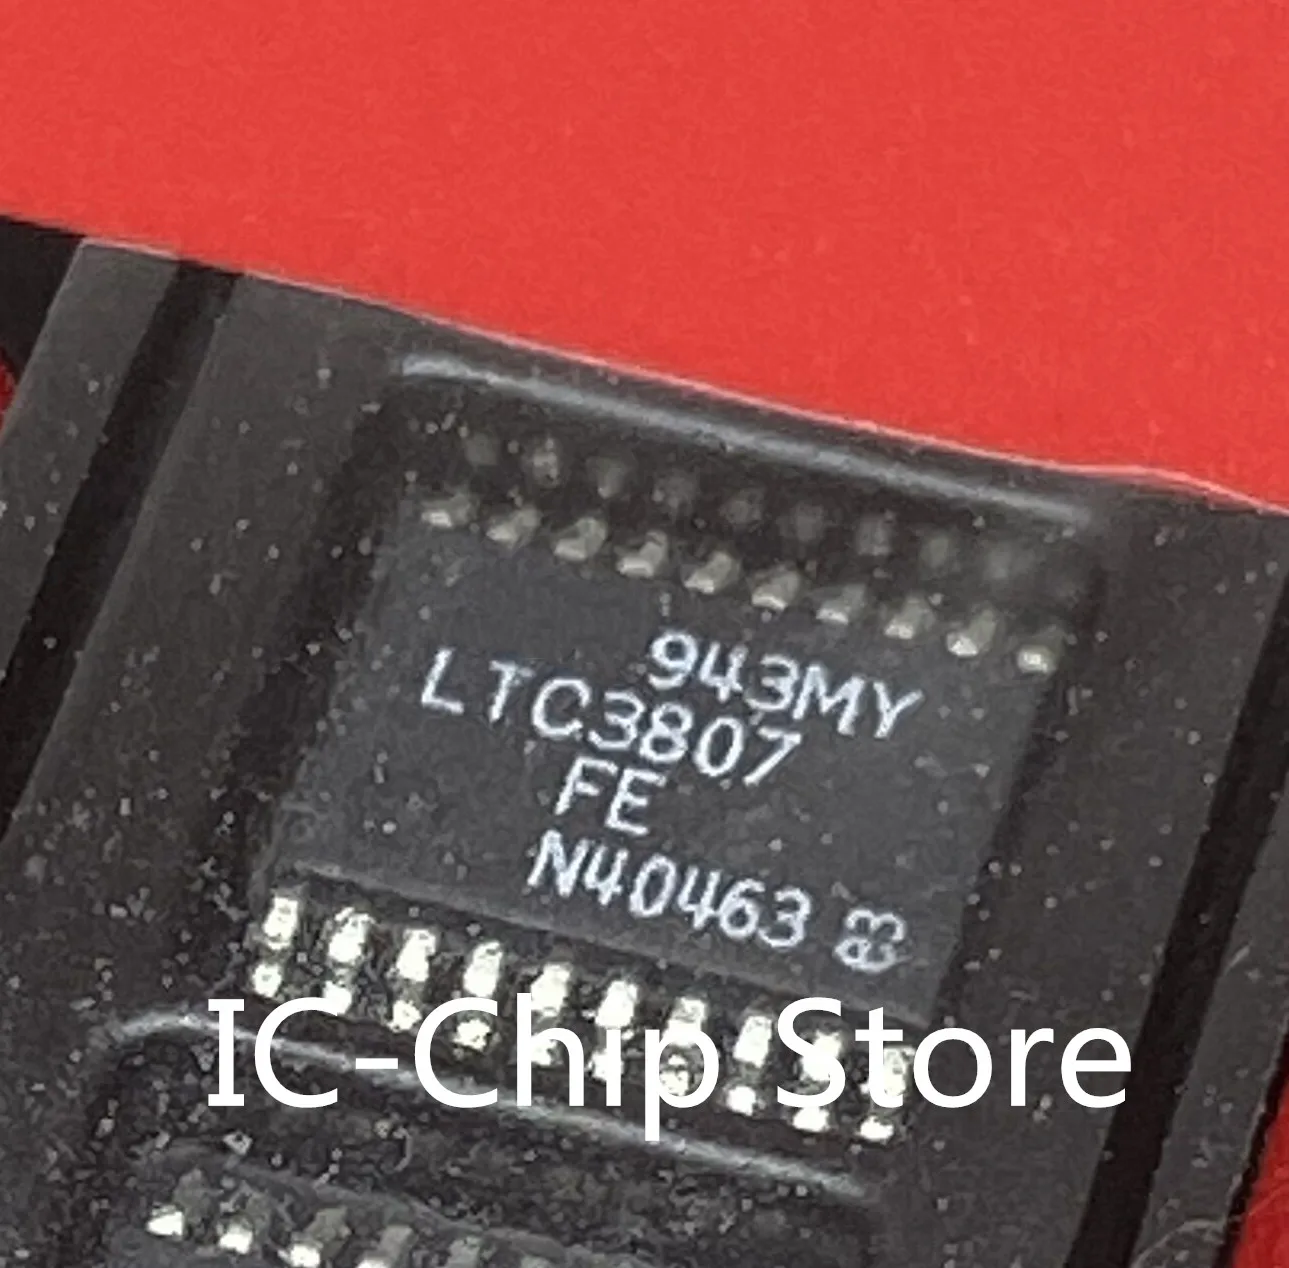 943MY
LTC3807
FE
N40463
IC-Chip Store